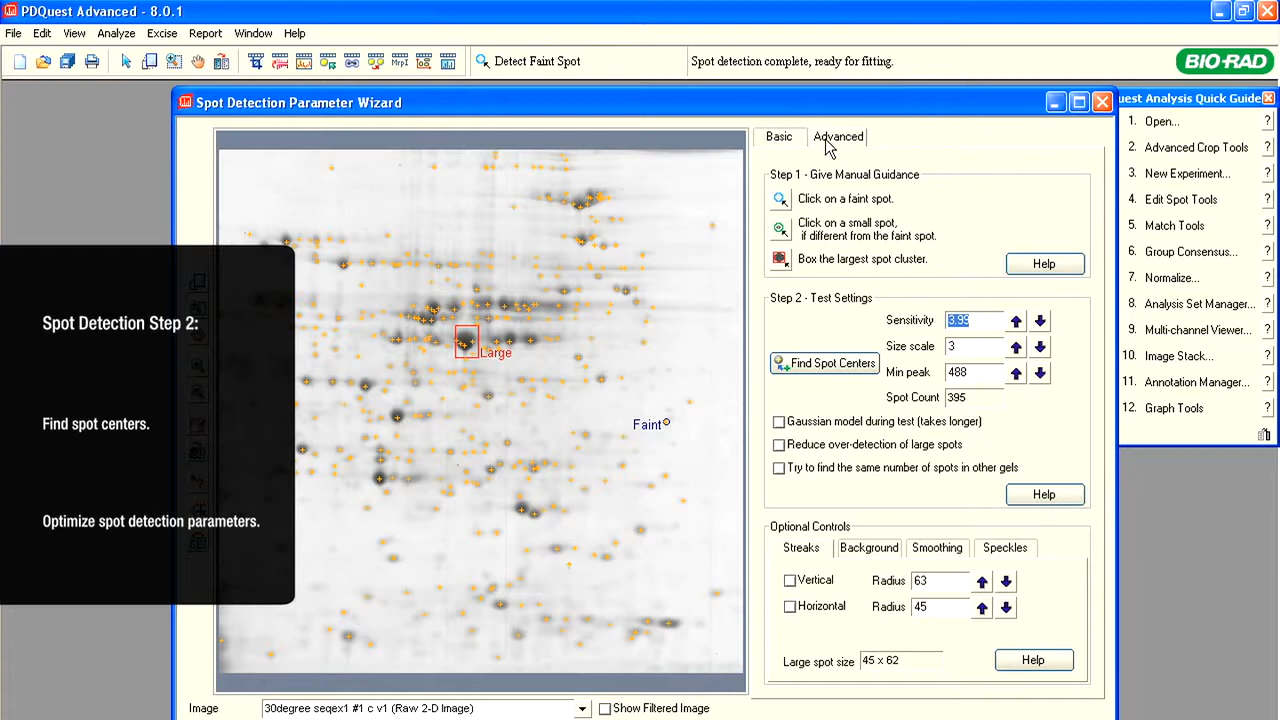 PDQuest Advanced - 8.0.1
File Edit View Analyze Excise Report Window Help
Detect Faint Spot
Spot detection complete, ready for fitting.
BIO-RAD
Spot Detection Parameter Wizard
Basic Advanced
Step 1 - Give Manual Guidance
Click on a faint spot.
Click on a small spot,
if different from the faint spot.
Box the largest spot cluster.
Help
Step 2 - Test Settings
Sensitivity 3.99
Size scale 3
Find Spot Centers
Min peak 488
Spot Count 395
Gaussian model during test (takes longer)
Reduce over-detection of large spots
Try to find the same number of spots in other gels
Help
Optional Controls
Streaks Background Smoothing Speckles
Vertical Radius 63
Horizontal Radius 45
Large spot size 45 x 62
Help
Large
Faint
Image 30degree seqex1 #1 c v1 (Raw 2-D Image) Show Filtered Image
Spot Detection Step 2:
Find spot centers.
Optimize spot detection parameters.
uest Analysis Quick Guide
1. Open... ?
2. Advanced Crop Tools ?
3. New Experiment... ?
4. Edit Spot Tools ?
5. Match Tools ?
6. Group Consensus... ?
7. Normalize... ?
8. Analysis Set Manager... ?
9. Multi-channel Viewer... ?
10. Image Stack... ?
11. Annotation Manager... ?
12. Graph Tools ?